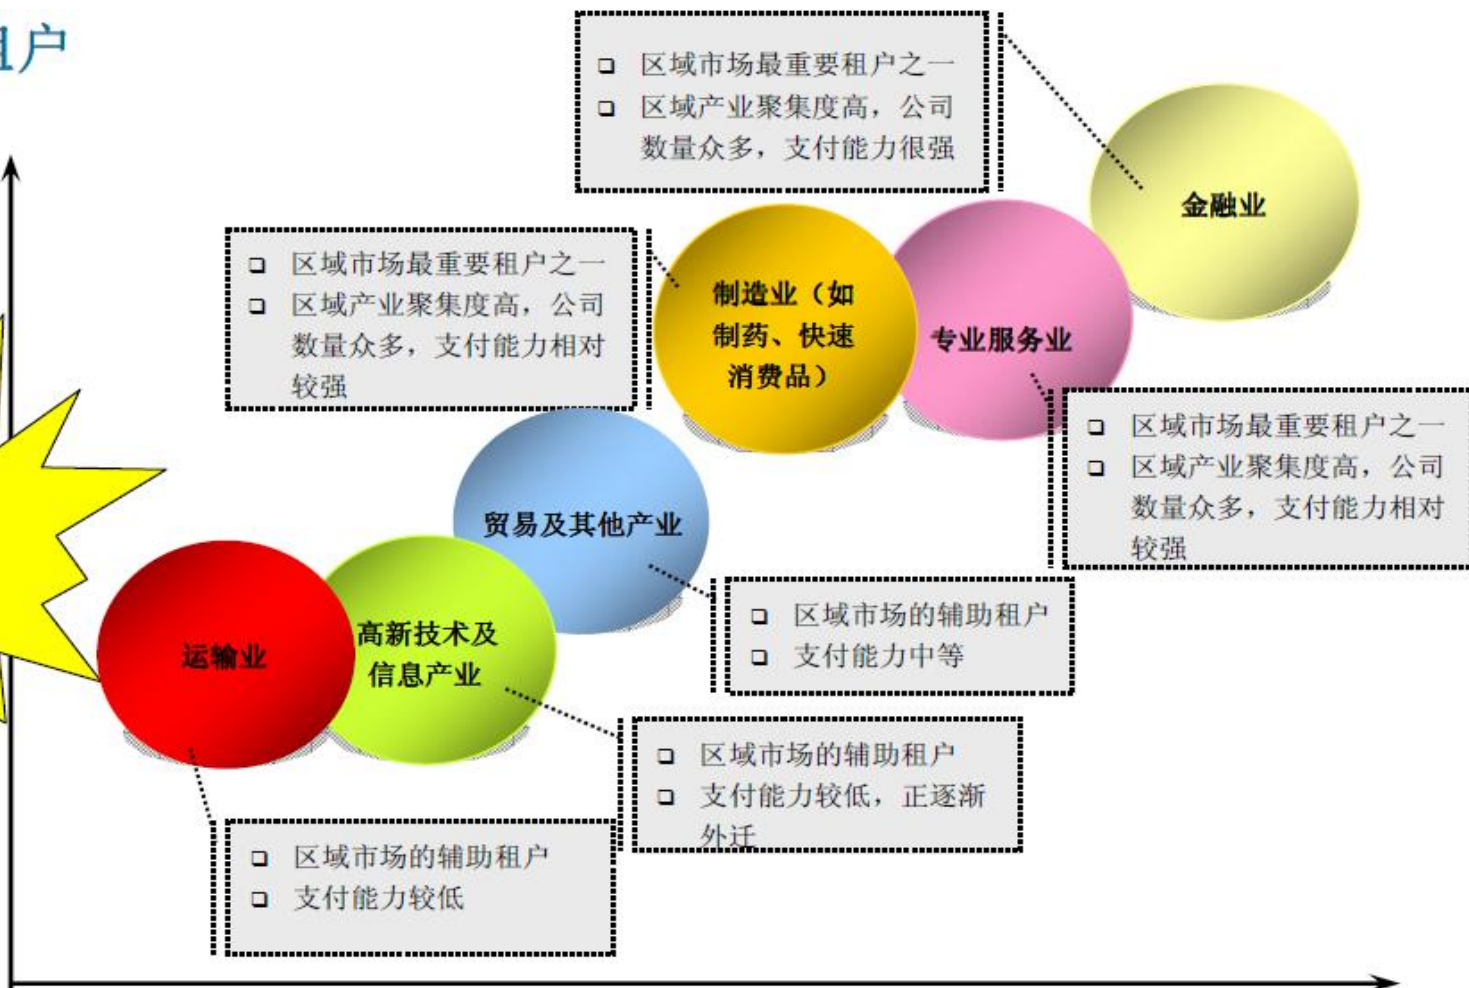 户
区域市场最重要租户之一
区域产业聚集度高，公司
数量众多，支付能力很强
金融业
区域市场最重要租户之一
区域产业聚集度高，公司
数量众多，支付能力相对
较强
制造业（如
制药、快速
消费品）
专业服务业
区域市场最重要租户之一
区域产业聚集度高，公司
数量众多，支付能力相对
较强
贸易及其他产业
区域市场的辅助租户
支付能力中等
运输业
高新技术及
信息产业
区域市场的辅助租户
支付能力较低，正逐渐
外迁
区域市场的辅助租户
支付能力较低